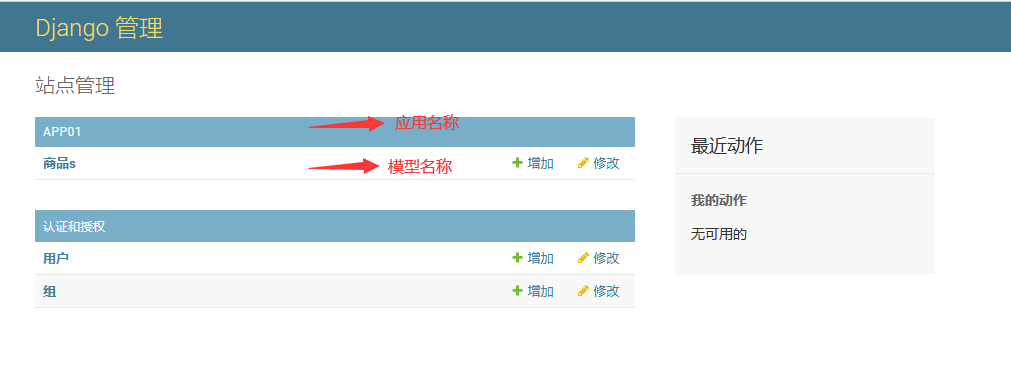 Django 管理
站点管理
APP01
应用名称
商品s
模型名称
增加
修改
认证和授权
用户
增加
修改
组
增加
修改
最近动作
我的动作
无可用的